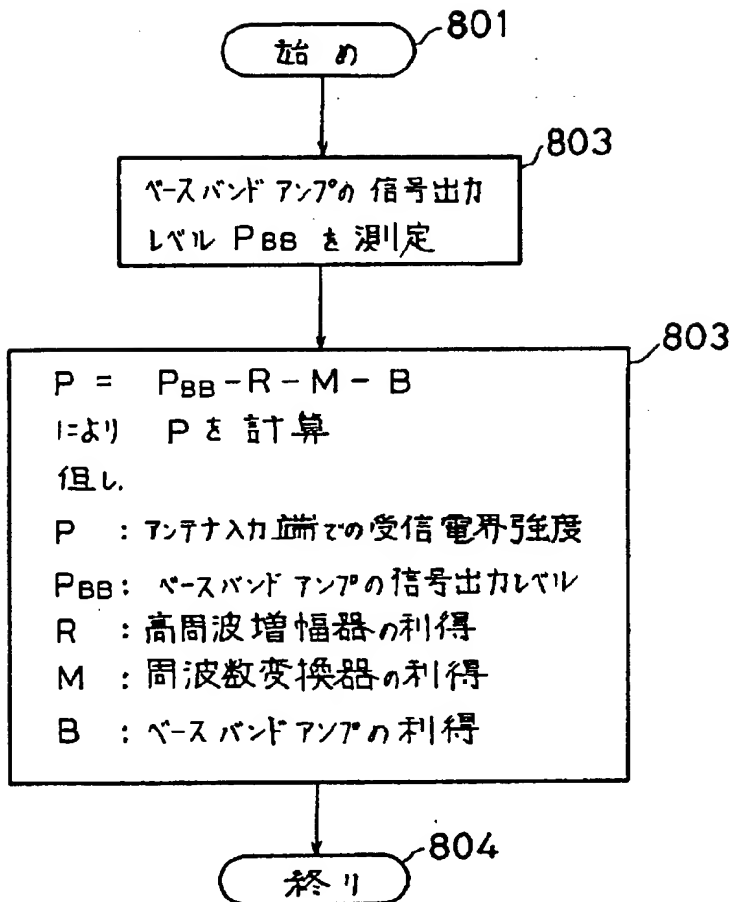 801
始め
803
ベースバンド アンプの 信号出力
レベル PBB を 測定
803
P = PBB-R-M-B
により P を 計算
但し、
P : アンテナ入力端での受信電界強度
PBB: ベースバンド アンプの信号出力レベル
R : 高周波増幅器の利得
M : 周波数変換器の利得
B : ベースバンド アンプの利得
804
終り